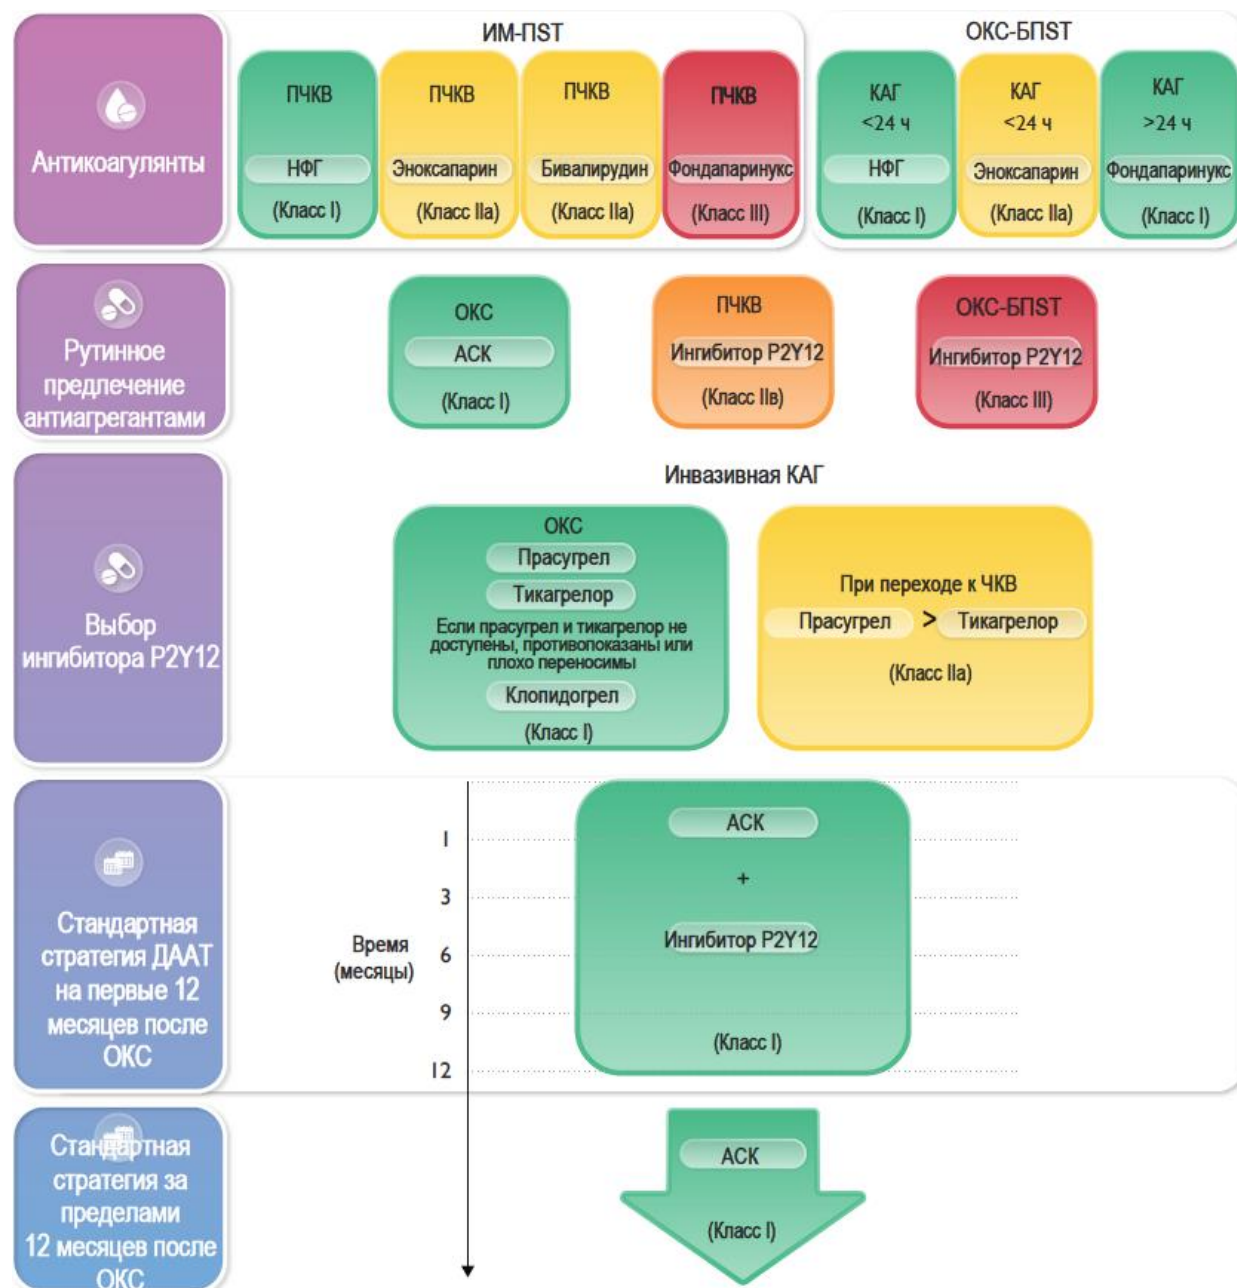 ИМ-ПST
ОКС-БПST
Антикоагулянты
ПЧКВ
НФГ
(Класс I)
ПЧКВ
Эноксапарин
(Класс IIa)
ПЧКВ
Бивалирудин
(Класс IIa)
ПЧКВ
Фондапаринукс
(Класс III)
КАГ
<24 ч
НФГ
(Класс I)
КАГ
<24 ч
Эноксапарин
(Класс IIa)
КАГ
>24 ч
Фондапаринукс
(Класс I)
Рутинное
предлечение
антиагрегантами
ОКС
АСК
(Класс I)
ПЧКВ
Ингибитор P2Y12
(Класс IIв)
ОКС-БПST
Ингибитор P2Y12
(Класс III)
Выбор
ингибитора P2Y12
Инвазивная КАГ
ОКС
Прасугрел
Тикагрелор
Если прасугрел и тикагрелор не
доступены, противопоказаны или
плохо переносимы
Клопидогрел
(Класс I)
При переходе к ЧКВ
Прасугрел > Тикагрелор
(Класс IIa)
Стандартная
стратегия ДААТ
на первые 12
месяцев после
ОКС
Время
(месяцы)
1
3
6
9
12
АСК
+
Ингибитор P2Y12
(Класс I)
Стандартная
стратегия за
пределами
12 месяцев после
ОКС
АСК
(Класс I)